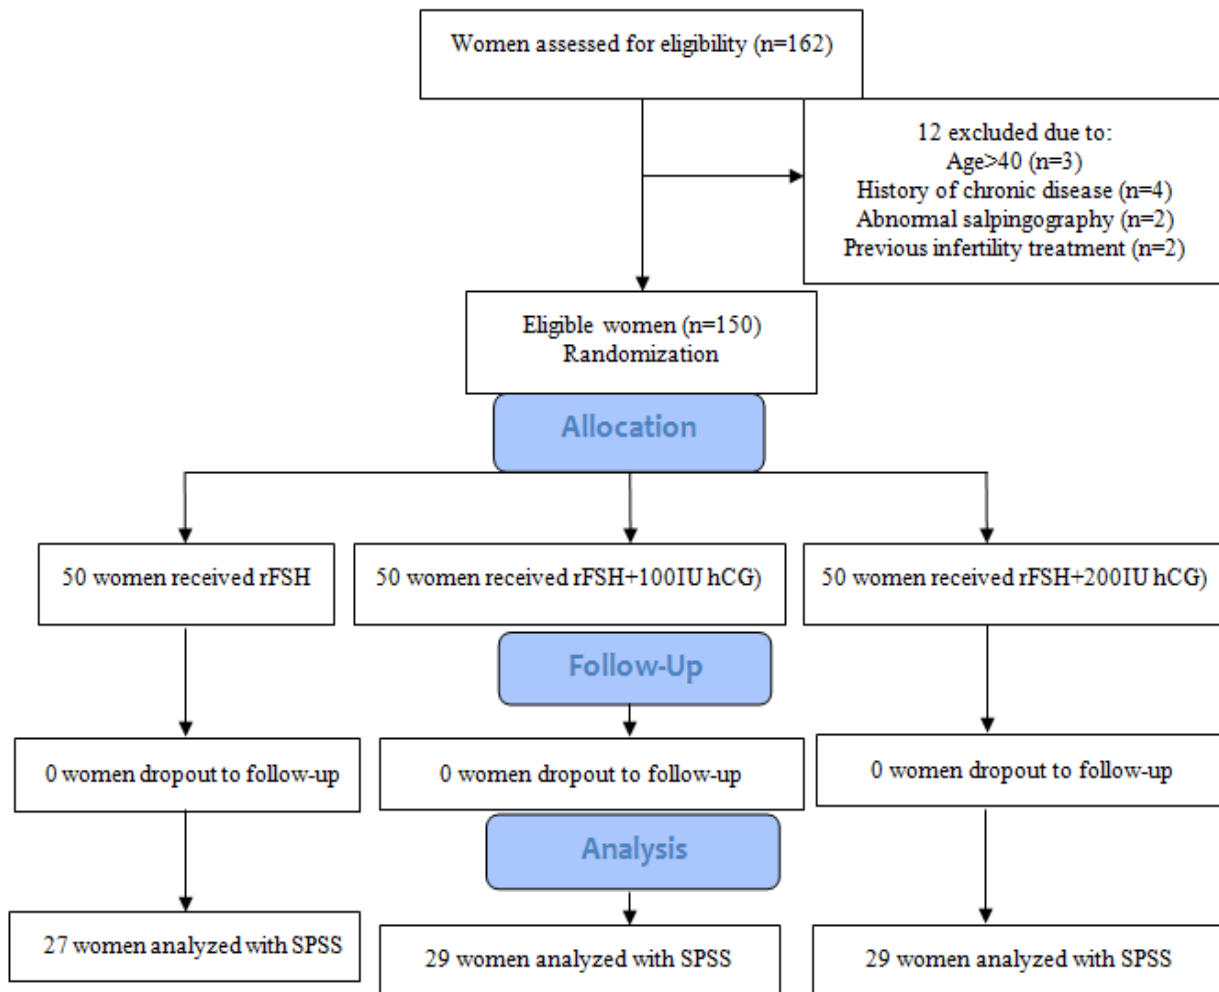 Women assessed for eligibility (n=162)
12 excluded due to:
Age>40 (n=3)
History of chronic disease (n=4)
Abnormal salpingography (n=2)
Previous infertility treatment (n=2)
Eligible women (n=150)
Randomization
Allocation
50 women received rFSH
50 women received rFSH+100IU hCG)
50 women received rFSH+200IU hCG)
Follow-Up
0 women dropout to follow-up
0 women dropout to follow-up
0 women dropout to follow-up
Analysis
27 women analyzed with SPSS
29 women analyzed with SPSS
29 women analyzed with SPSS